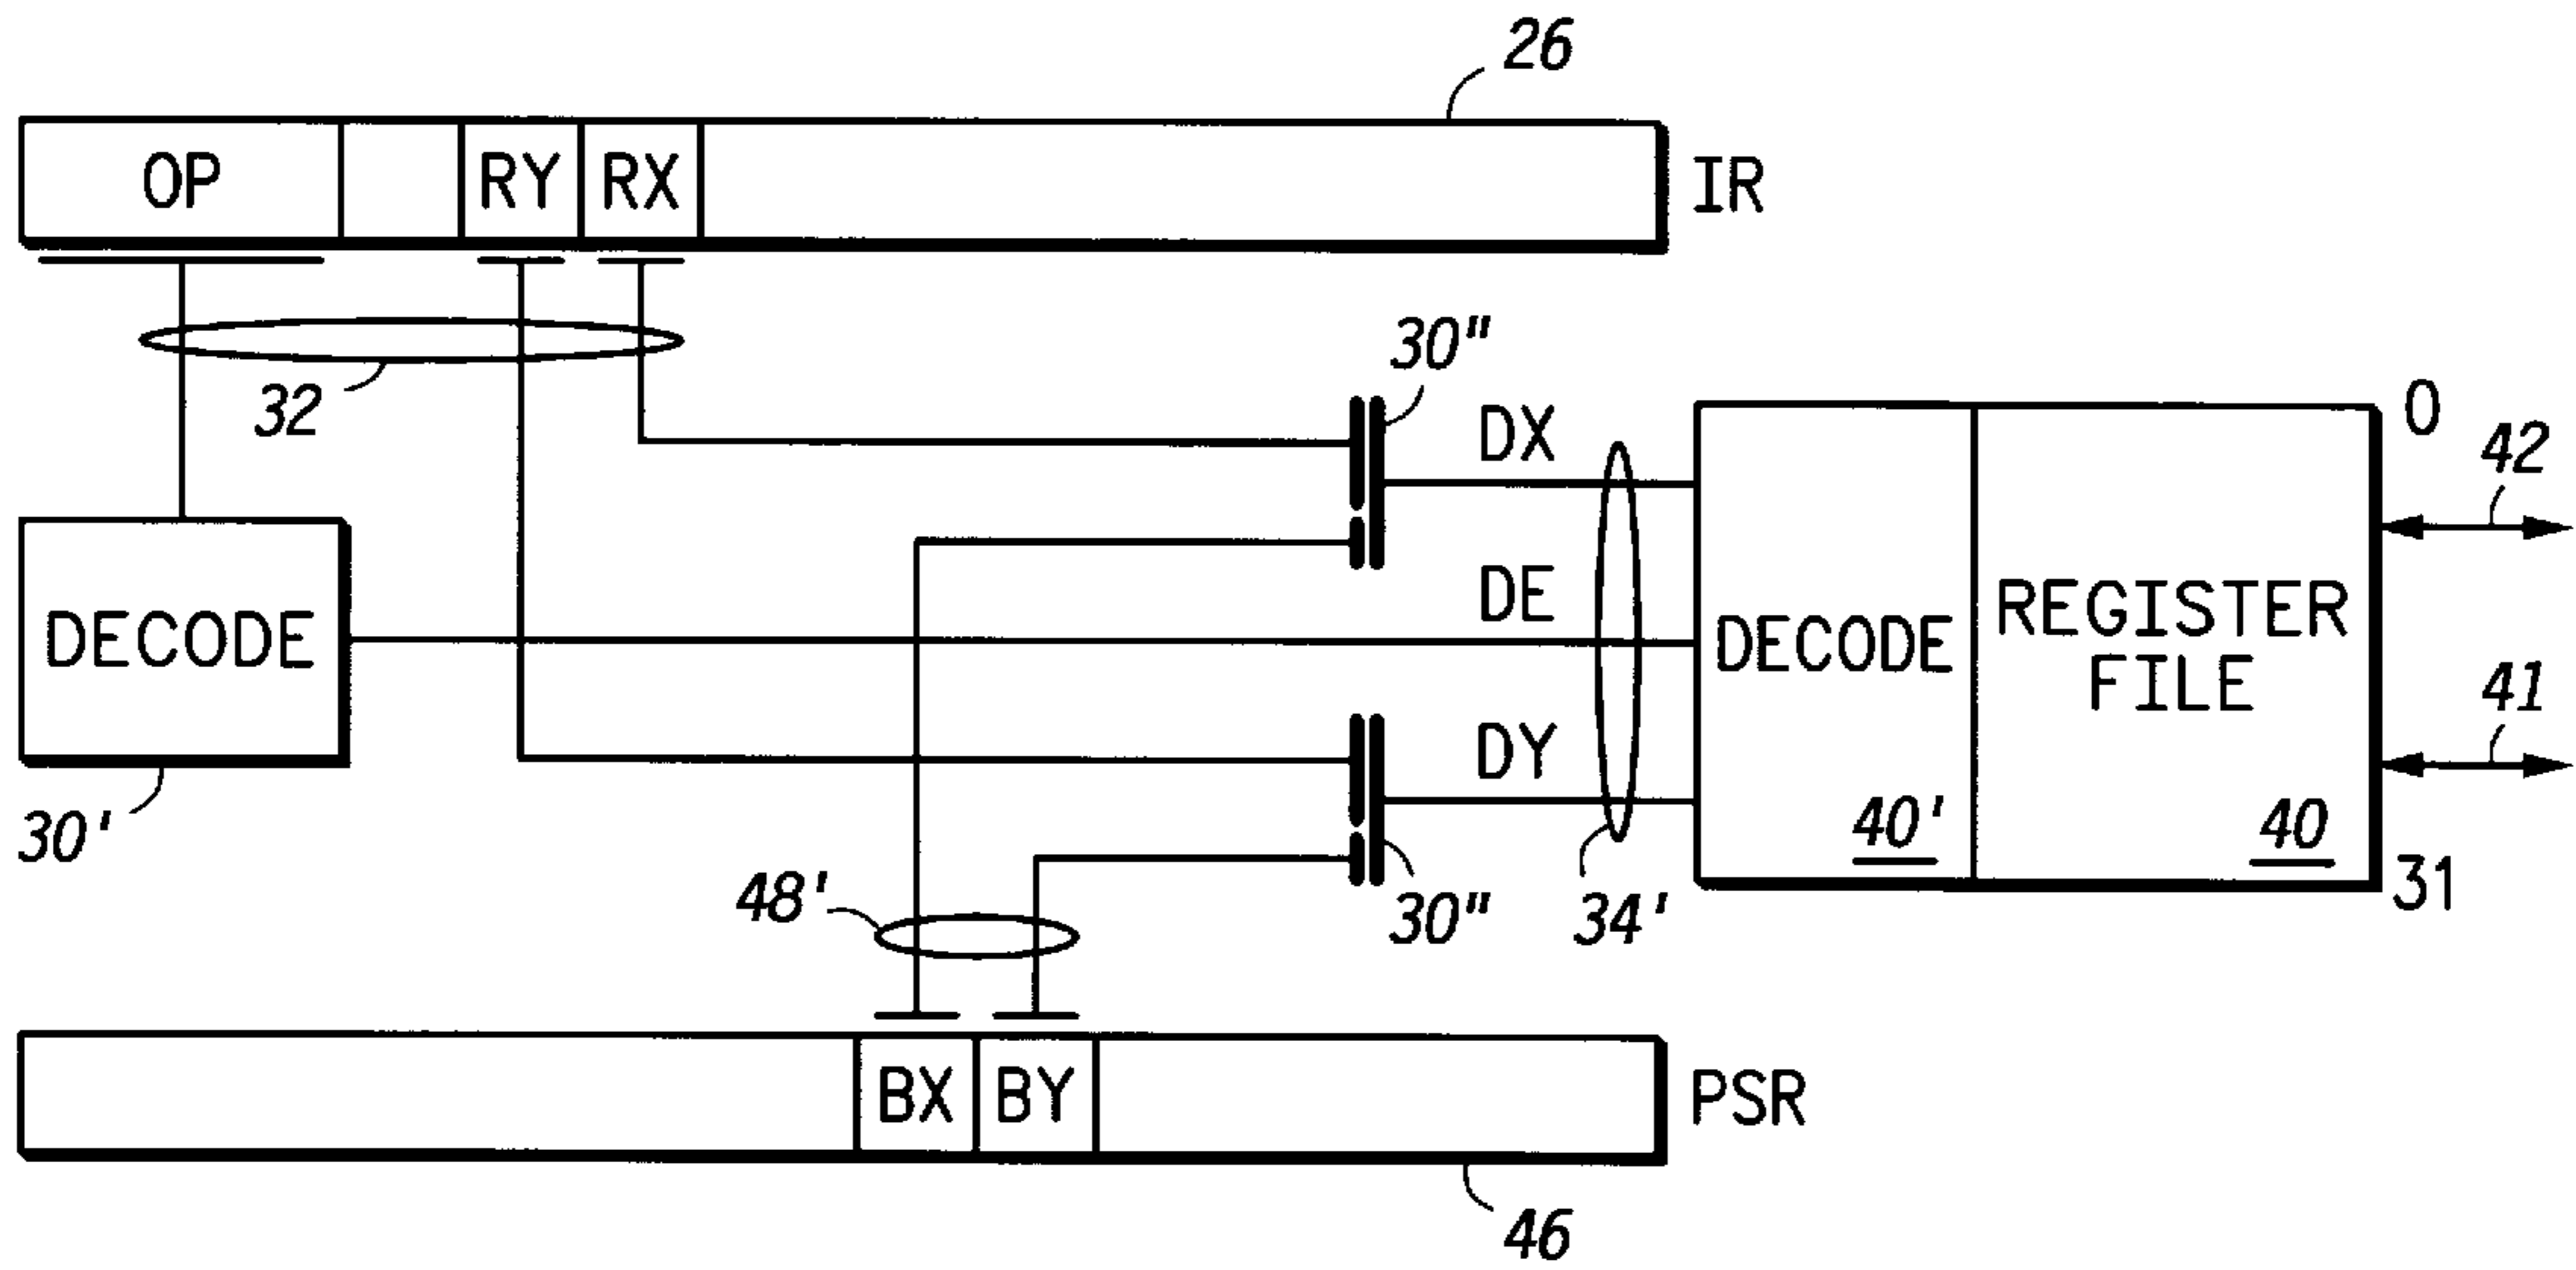 26
OP
RY
RX
IR
32
30"
DX
0
42
DE
DECODE
DECODE
REGISTER
FILE
41
DY
30'
40'
40
48'
30"
34'
31
BX
BY
PSR
46